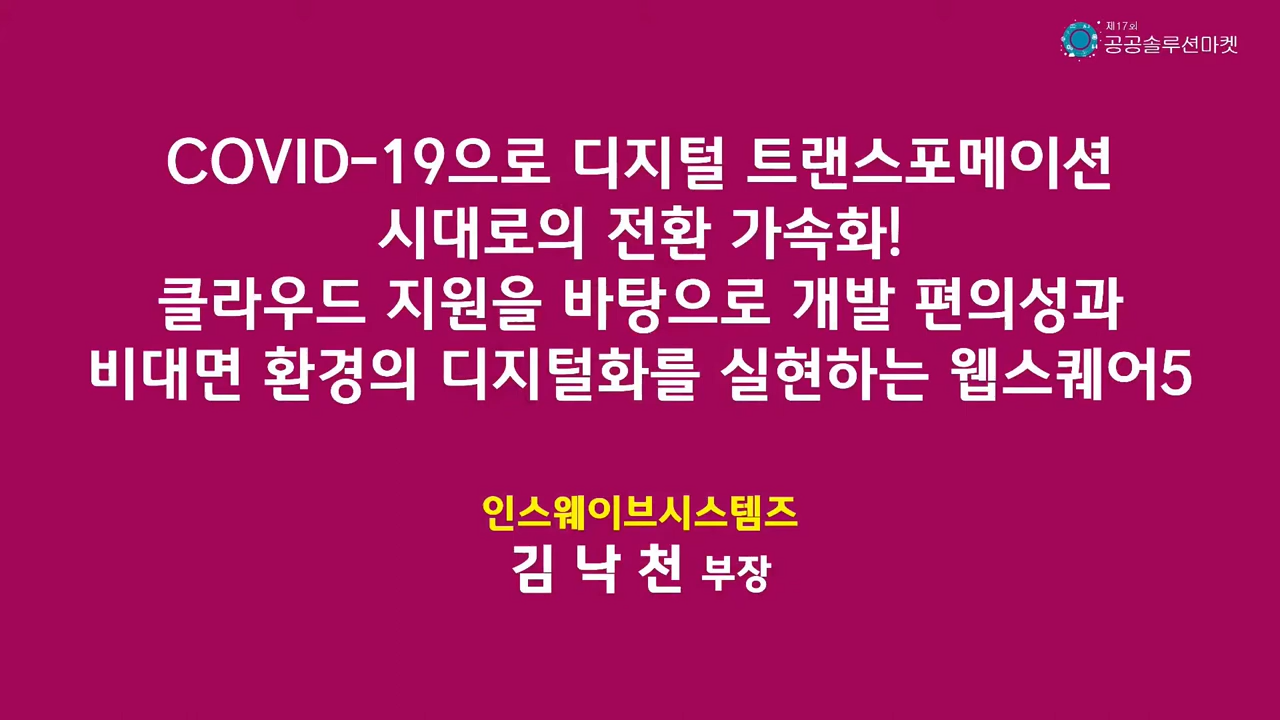 제17회
공공솔루션마켓
COVID-19으로 디지털 트랜스포메이션
시대로의 전환 가속화!
클라우드 지원을 바탕으로 개발 편의성과
비대면 환경의 디지털화를 실현하는 웹스퀘어5
인스웨이브시스템즈
김 낙 천 부장